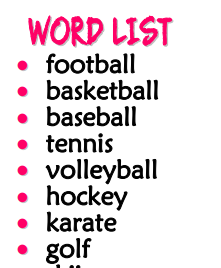 WORD LIST
• football
• basketball
• baseball
• tennis
• volleyball
• hockey
• karate
• golf